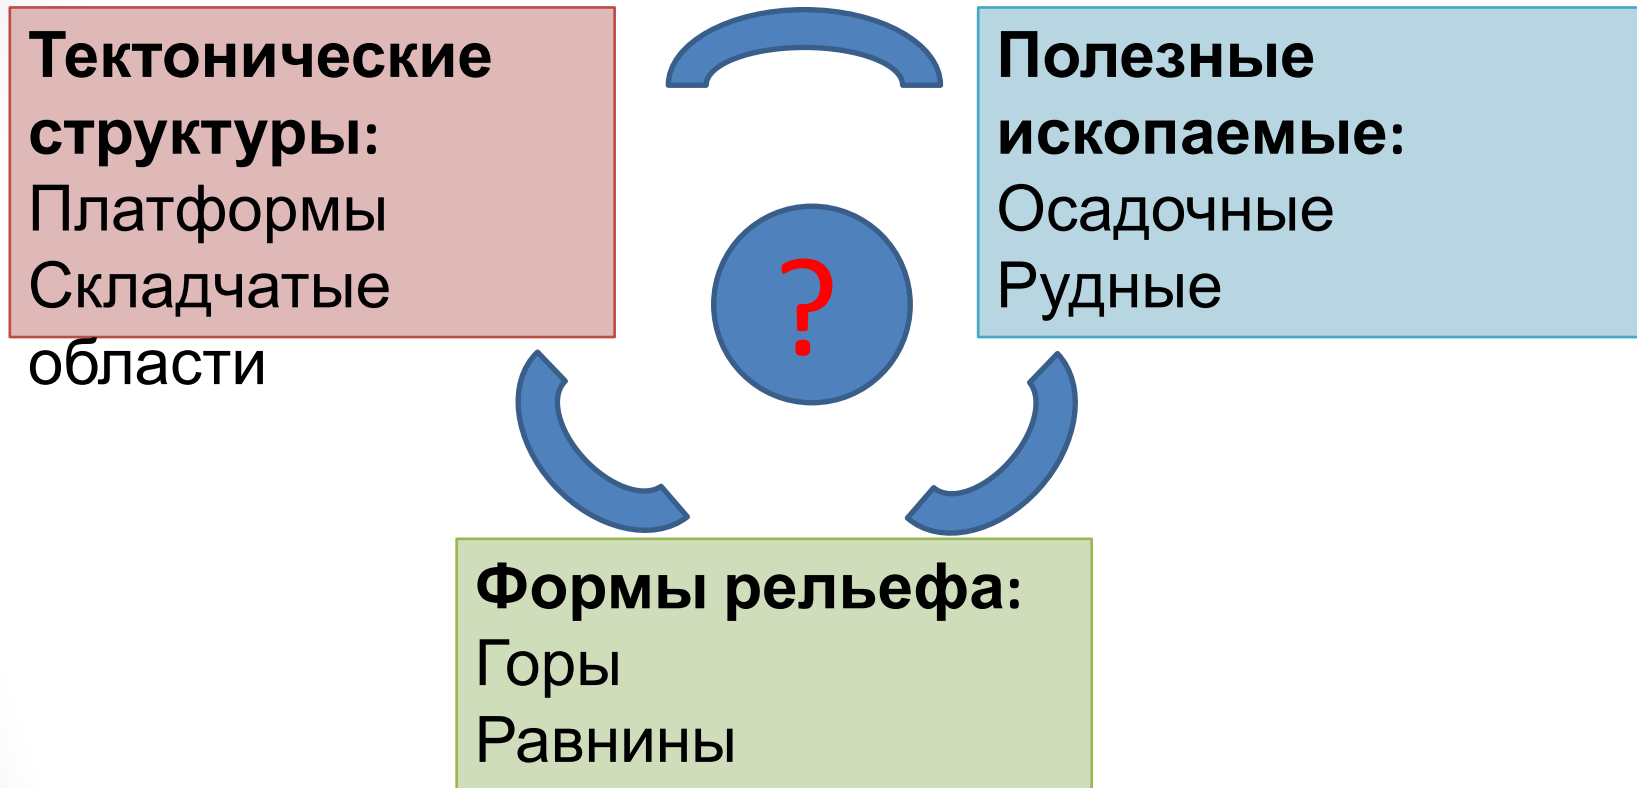 Тектонические
структуры:
Платформы
Складчатые
области
Полезные
ископаемые:
Осадочные
Рудные
?
Формы рельефа:
Горы
Равнины